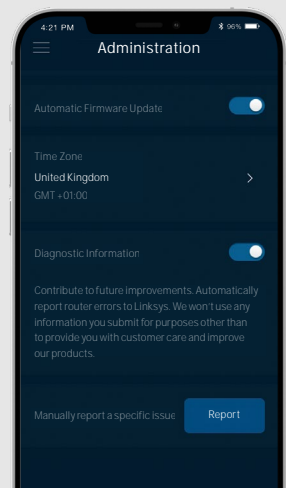 4:21 PM
96%
Administration
Automatic Firmware Update
Time Zone
United Kingdom
GMT +01:00
Diagnostic Information
Contribute to future improvements. Automatically
report router errors to Linksys. We won't use any
information you submit for purposes other than
to provide you with customer care and improve
our products.
Manually report a specific issue
Report